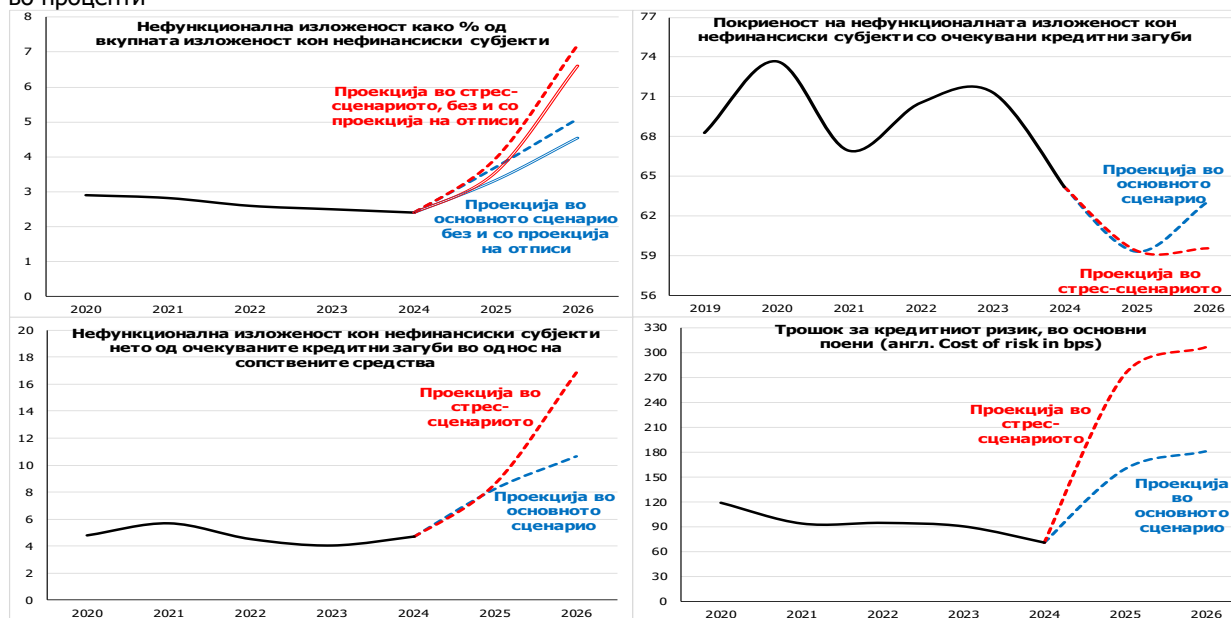 во проценти
Нефункционална изложеност како % од
вкупната изложеност кон нефинансиски субјекти
8
7
6
5
4
3
2
1
0
Проекција во стрес-
сценариото, без и со
проекција на отписи
Проекција во
основното сценарио
без и со проекција
на отписи
2020 2021 2022 2023 2024 2025 2026
Покриеност на нефункционалната изложеност кон
нефинансиски субјекти со очекувани кредитни загуби
77
74
71
68
65
62
59
56
Проекција во
основното
сценарио
Проекција во
стрес-сценариото
2019 2020 2021 2022 2023 2024 2025 2026
Нефункционална изложеност кон нефинансиски субјекти
нето од очекуваните кредитни загуби во однос на
сопствените средства
20
18
16
14
12
10
8
6
4
2
0
Проекција во
стрес-
сценариото
Проекција во
основното
сценарио
2020 2021 2022 2023 2024 2025 2026
Трошок за кредитниот ризик, во основни
поени (англ. Cost of risk in bps)
330
300
270
240
210
180
150
120
90
60
30
0
Проекција во
стрес-
сценариото
Проекција
во
основното
сценарио
2020 2021 2022 2023 2024 2025 2026